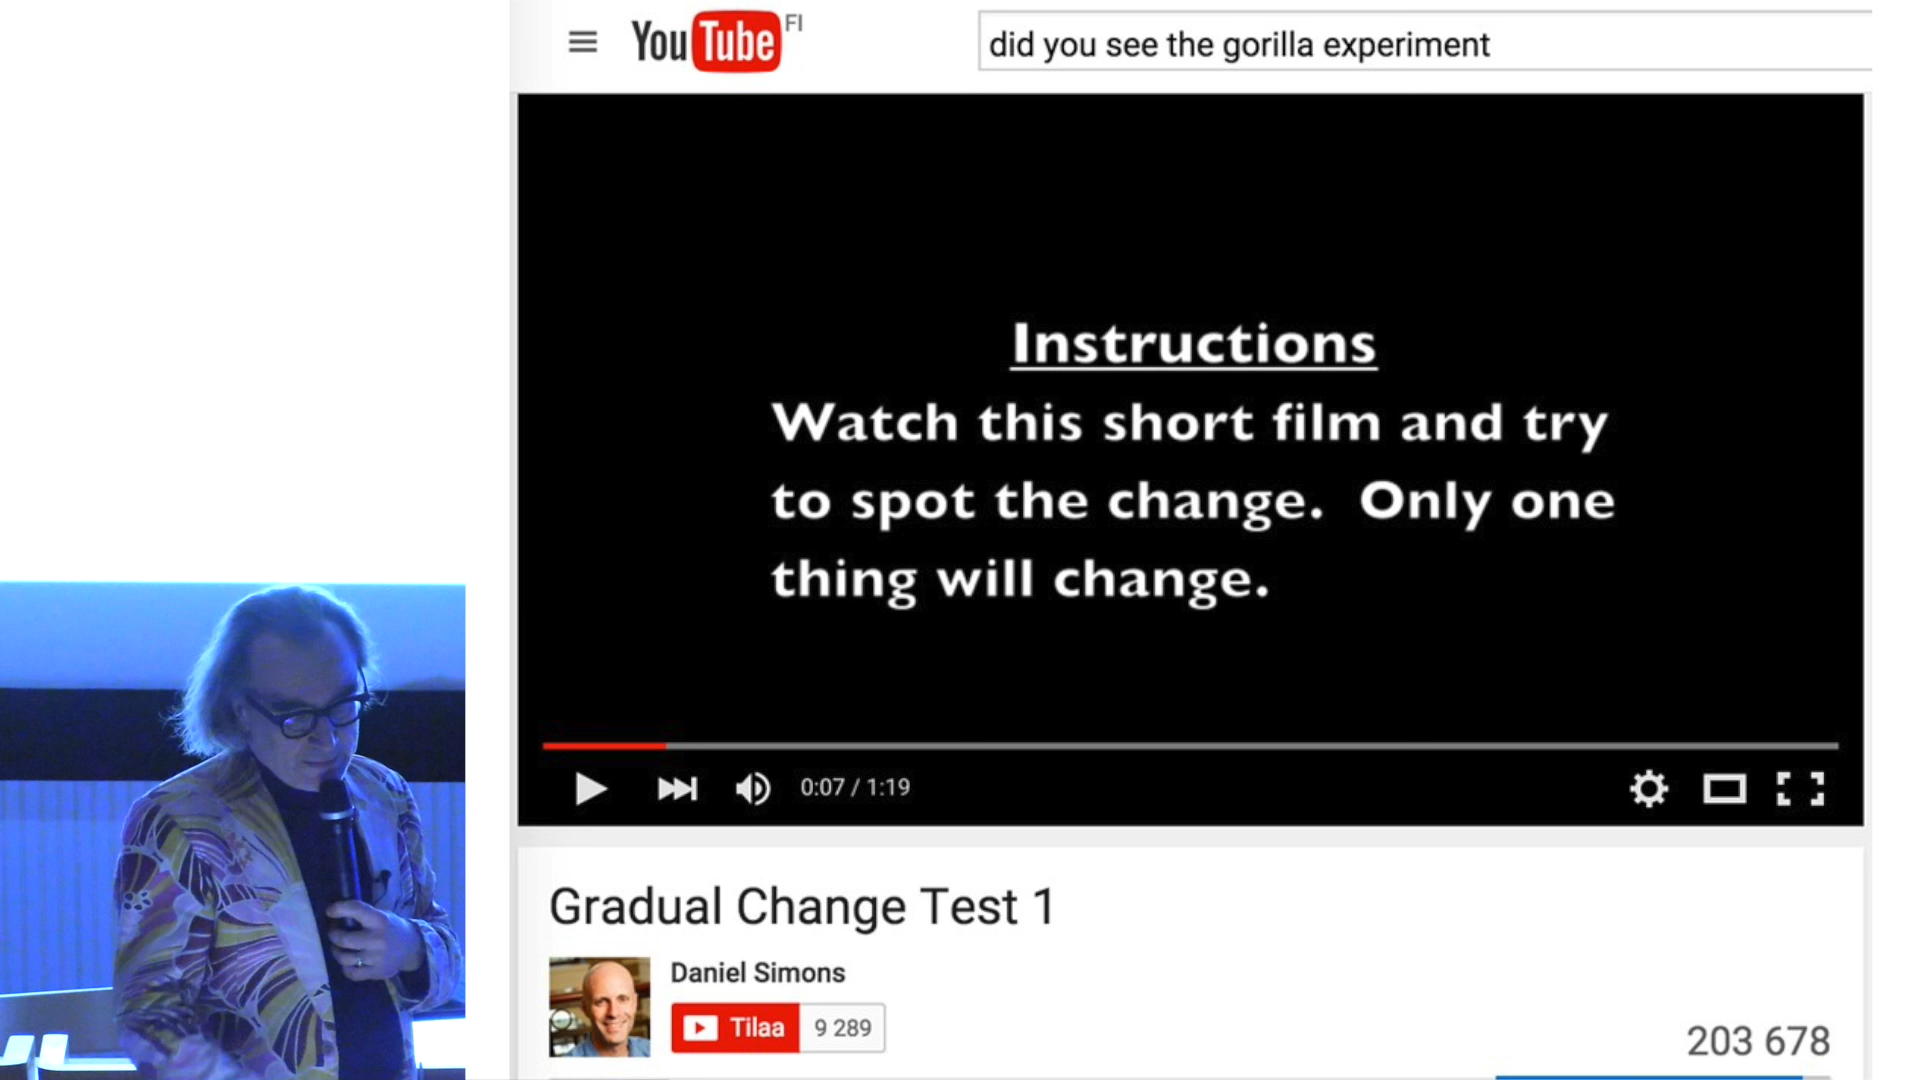 YouTube FI
did you see the gorilla experiment
Instructions
Watch this short film and try
to spot the change. Only one
thing will change.
0:07 / 1:19
Gradual Change Test 1
Daniel Simons
Tilaa 9 289
203 678